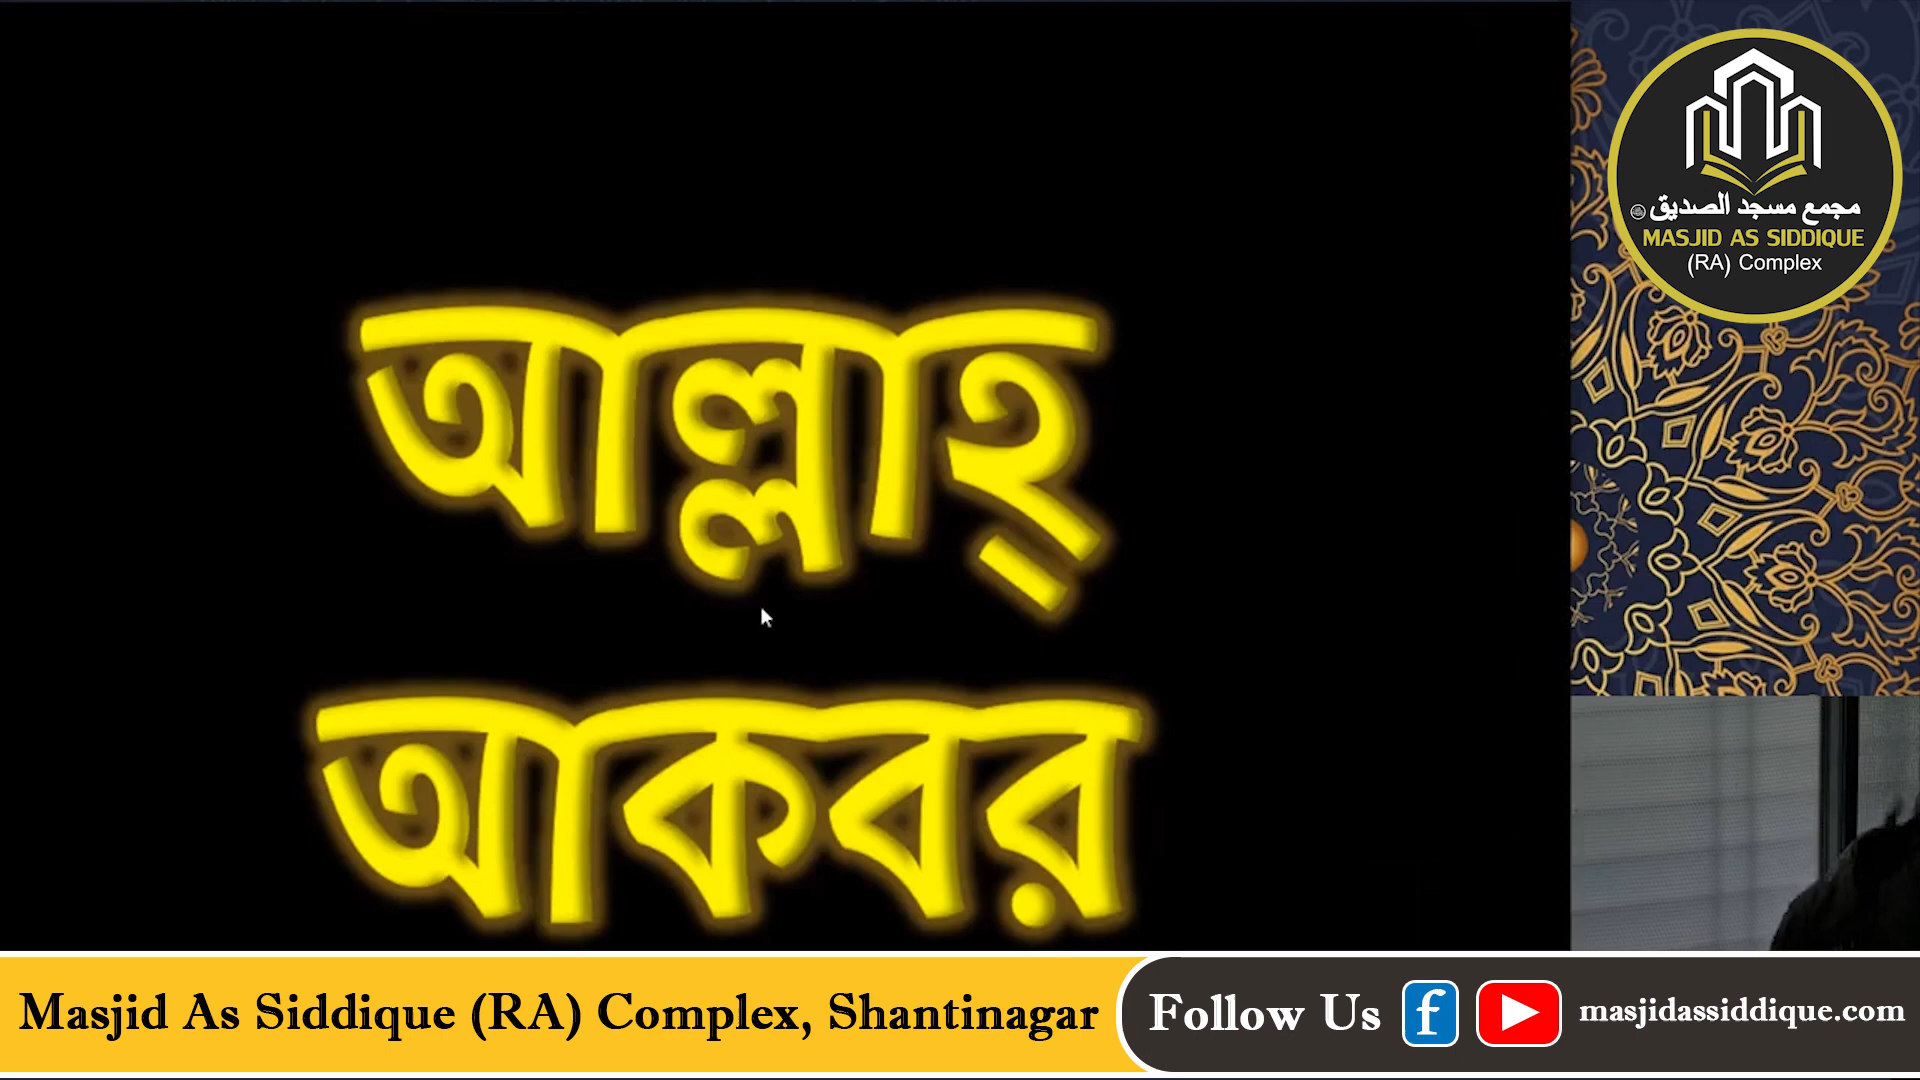 আল্লাহ্
আকবর
مجمع مسجد الصديق
MASJID AS SIDDIQUE
(RA) Complex
Masjid As Siddique (RA) Complex, Shantinagar
Follow Us
masjidassiddique.com